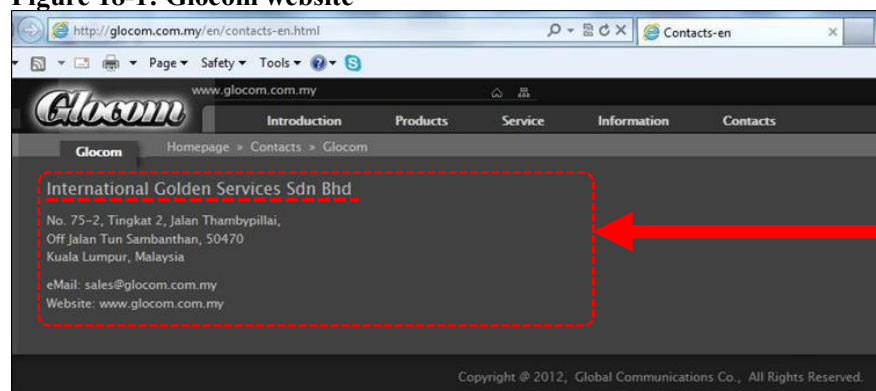 Figure 18-1: Glocom website
http://glocom.com.my/en/contacts-en.html
Contacts-en
Page Safety Tools
Glocom
www.glocom.com.my
Introduction Products Service Information Contacts
Glocom
Homepage » Contacts » Glocom
International Golden Services Sdn Bhd
No. 75-2, Tingkat 2, Jalan Thambypillai,
Off Jalan Tun Sambanthan, 50470
Kuala Lumpur, Malaysia
eMail: sales@glocom.com.my
Website: www.glocom.com.my
Copyright @ 2012, Global Communications Co., All Rights Reserved.